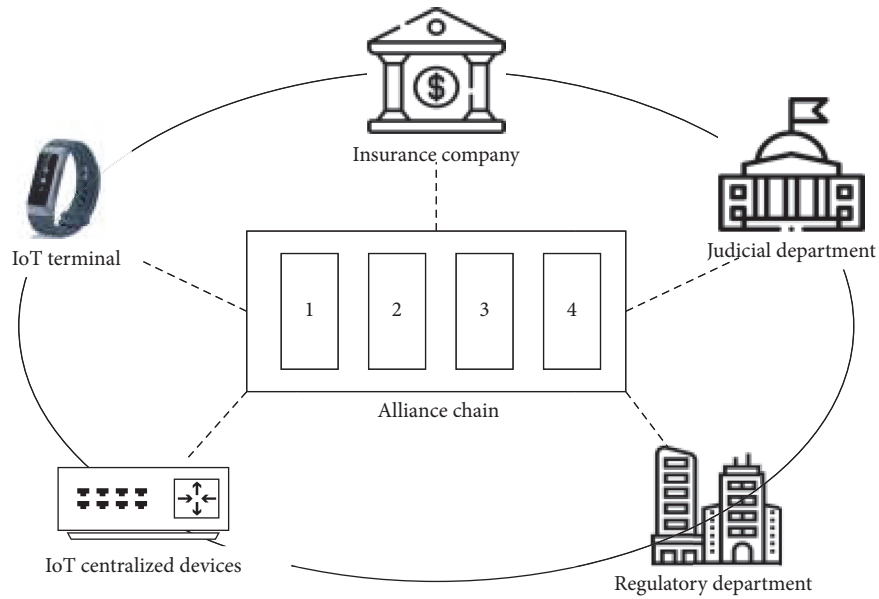 $
Insurance company
IoT terminal
Judicial department
1 2 3 4
Alliance chain
IoT centralized devices
Regulatory department